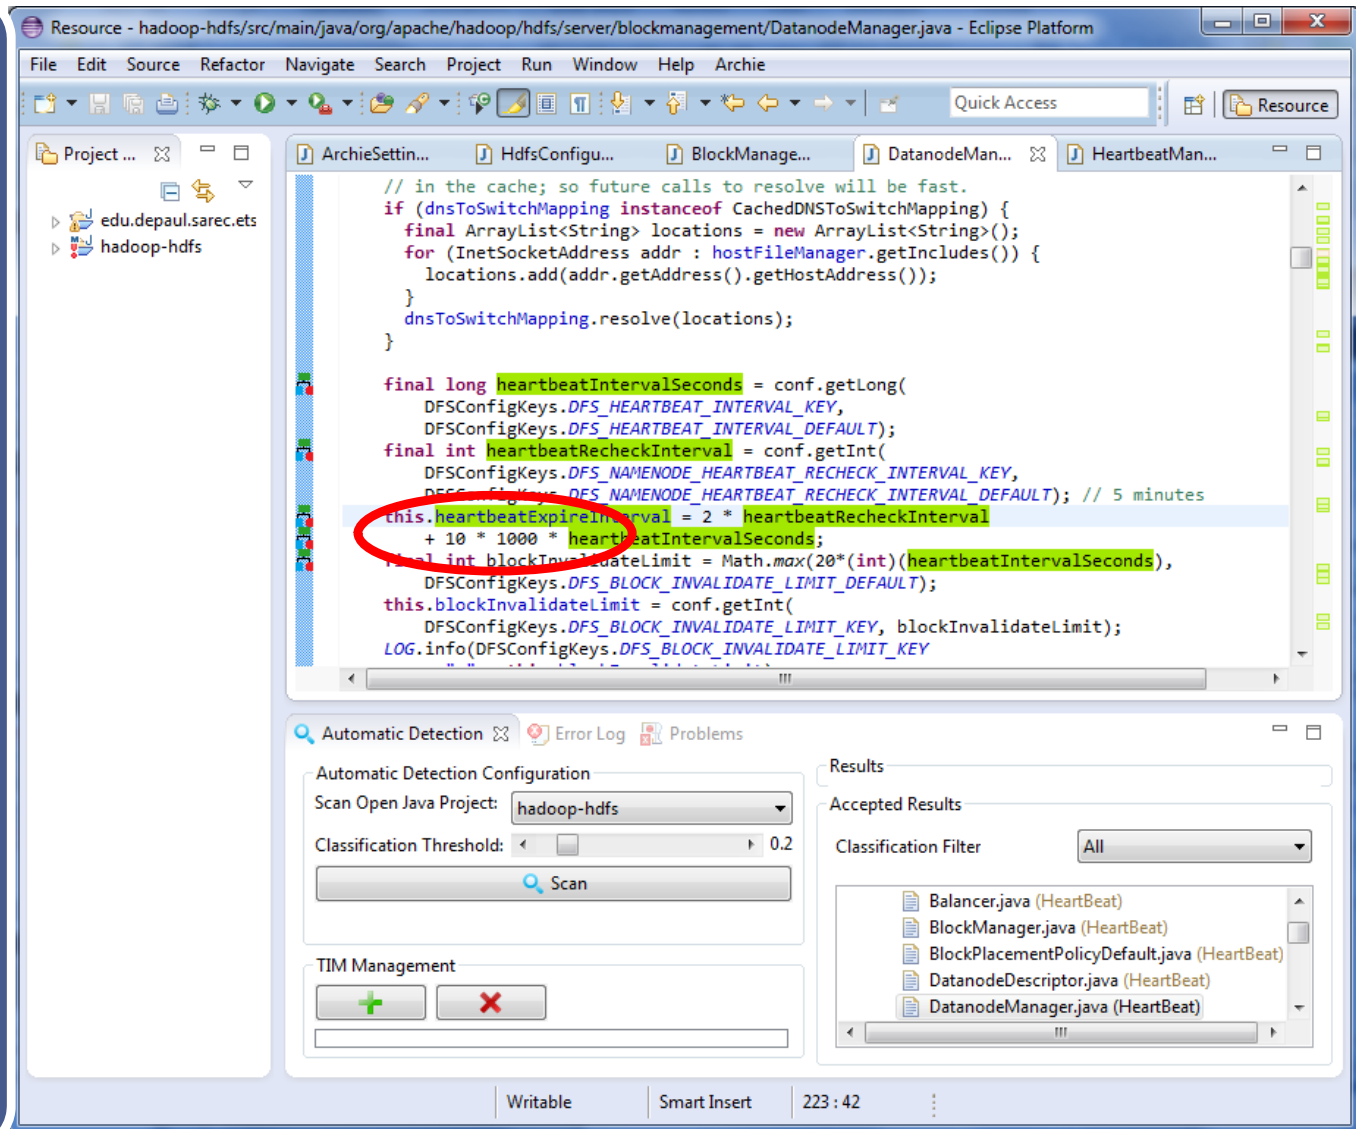 Resource - hadoop-hdfs/src/main/java/org/apache/hadoop/hdfs/server/blockmanagement/DatanodeManager.java - Eclipse Platform
File Edit Source Refactor Navigate Search Project Run Window Help Archie
Quick Access
Resource
Project ...
edu.depaul.sarec.ets
hadoop-hdfs
ArchieSettin... HdfsConfigu... BlockManage... DatanodeMan... HeartbeatMan...
// in the cache; so future calls to resolve will be fast.
if (dnsToSwitchMapping instanceof CachedDNSToSwitchMapping) {
final ArrayList<String> locations = new ArrayList<String>();
for (InetSocketAddress addr : hostFileManager.getIncludes()) {
locations.add(addr.getAddress().getHostAddress());
}
dnsToSwitchMapping.resolve(locations);
}
final long heartbeatIntervalSeconds = conf.getLong(
DFSConfigKeys.DFS_HEARTBEAT_INTERVAL_KEY,
DFSConfigKeys.DFS_HEARTBEAT_INTERVAL_DEFAULT);
final int heartbeatRecheckInterval = conf.getInt(
DFSConfigKeys.DFS_NAMENODE_HEARTBEAT_RECHECK_INTERVAL_KEY,
DFSConfigKeys.DFS_NAMENODE_HEARTBEAT_RECHECK_INTERVAL_DEFAULT); // 5 minutes
this.heartbeatExpireInterval = 2 * heartbeatRecheckInterval
+ 10 * 1000 * heartbeatIntervalSeconds;
final int blockInvalidateLimit = Math.max(20*(int)(heartbeatIntervalSeconds),
DFSConfigKeys.DFS_BLOCK_INVALIDATE_LIMIT_DEFAULT);
this.blockInvalidateLimit = conf.getInt(
DFSConfigKeys.DFS_BLOCK_INVALIDATE_LIMIT_KEY, blockInvalidateLimit);
LOG.info(DFSConfigKeys.DFS_BLOCK_INVALIDATE_LIMIT_KEY
Automatic Detection Error Log Problems
Automatic Detection Configuration
Scan Open Java Project: hadoop-hdfs
Classification Threshold: 0.2
Scan
TIM Management
Results
Accepted Results
Classification Filter All
Balancer.java (HeartBeat)
BlockManager.java (HeartBeat)
BlockPlacementPolicyDefault.java (HeartBeat)
DatanodeDescriptor.java (HeartBeat)
DatanodeManager.java (HeartBeat)
Writable Smart Insert 223 : 42